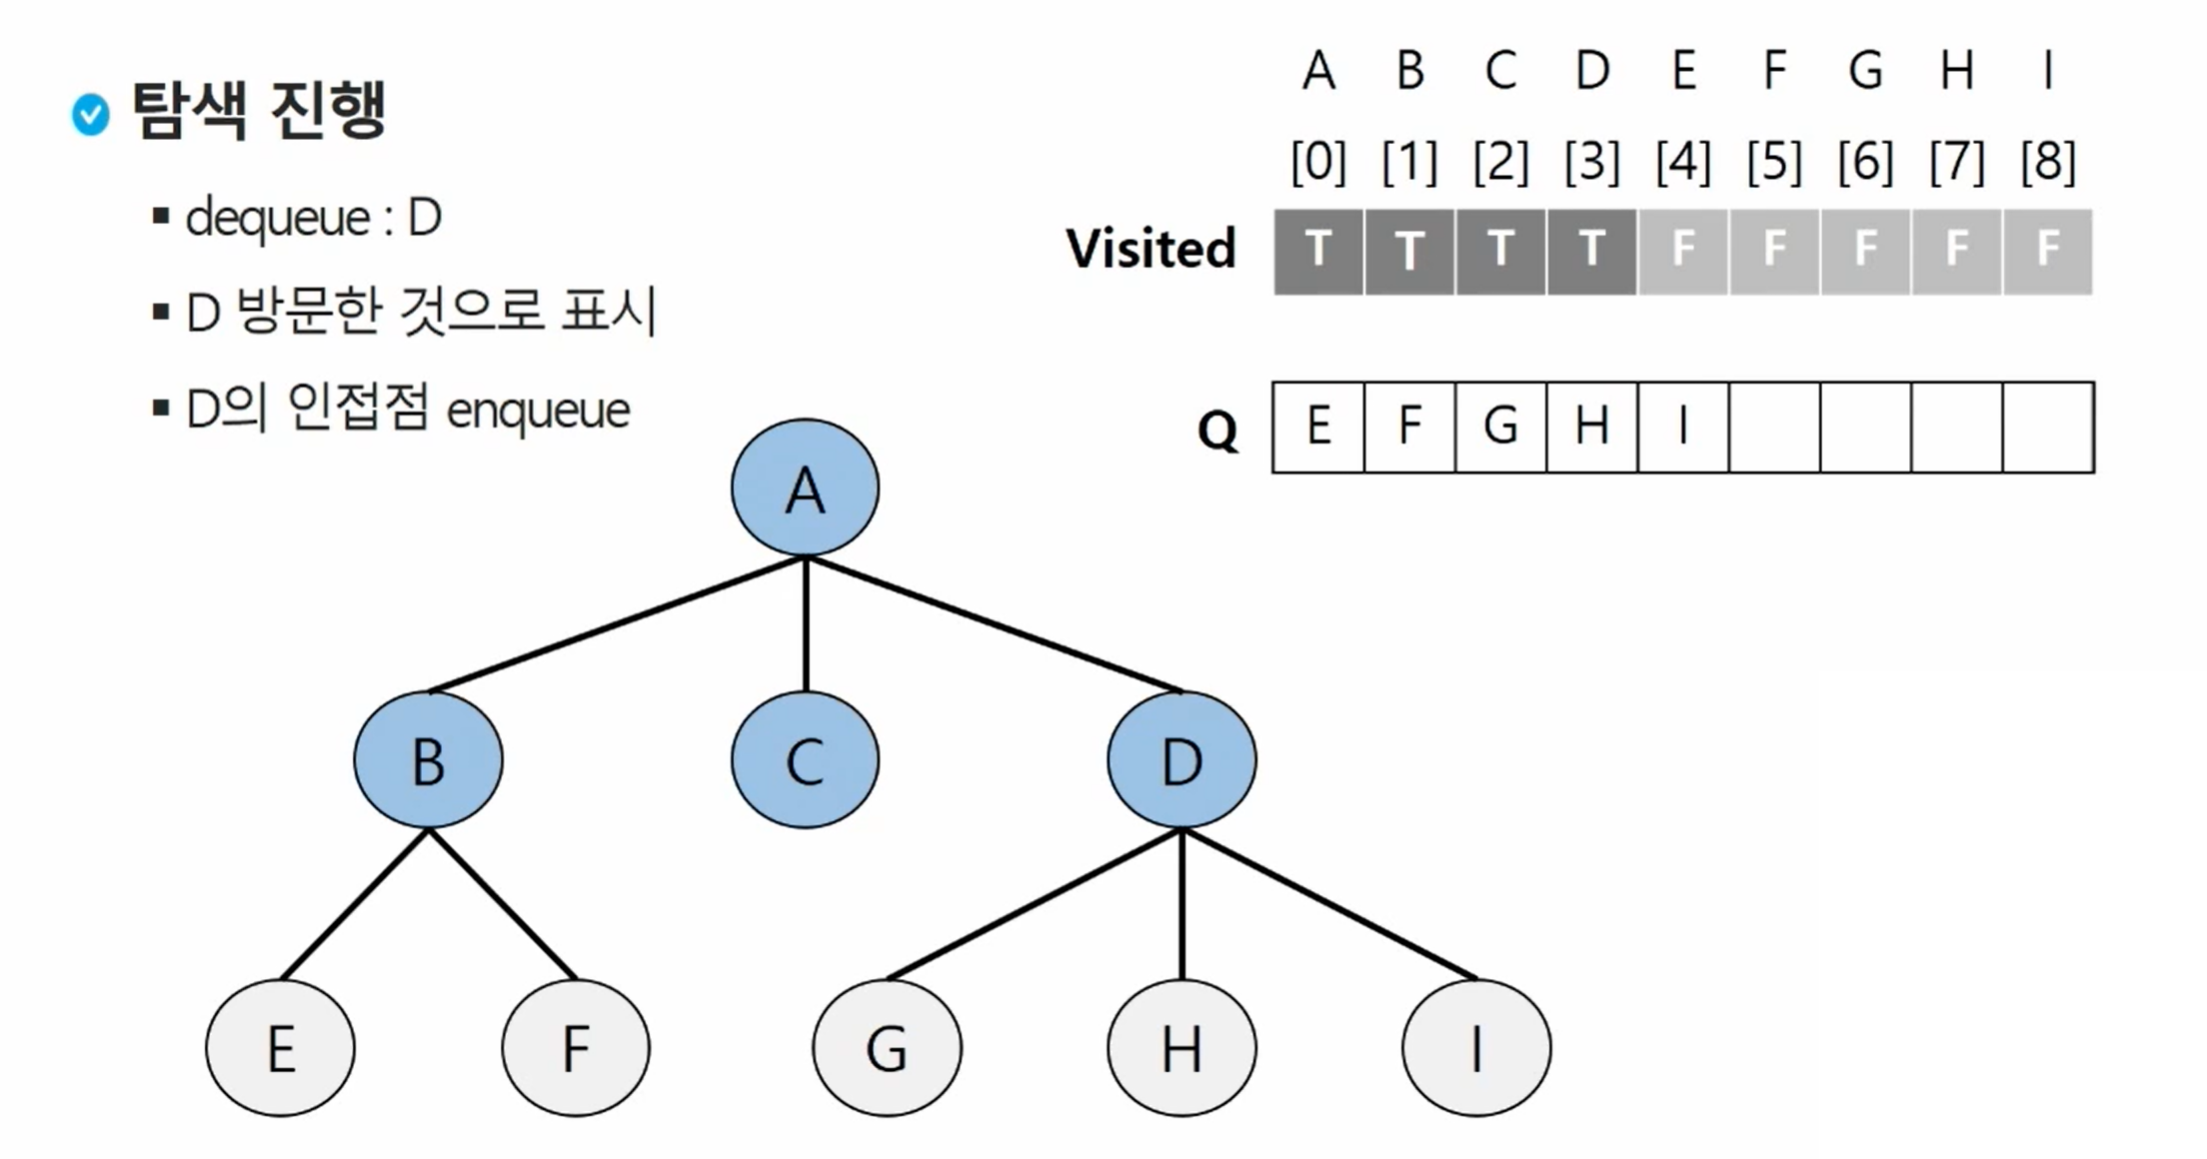 탐색 진행
▪ dequeue : D
▪ D 방문한 것으로 표시
▪ D의 인접점 enqueue
A B C D E F G H I
[0] [1] [2] [3] [4] [5] [6] [7] [8]
Visited T T T T F F F F F
Q E F G H I
A
B C D
E F G H I